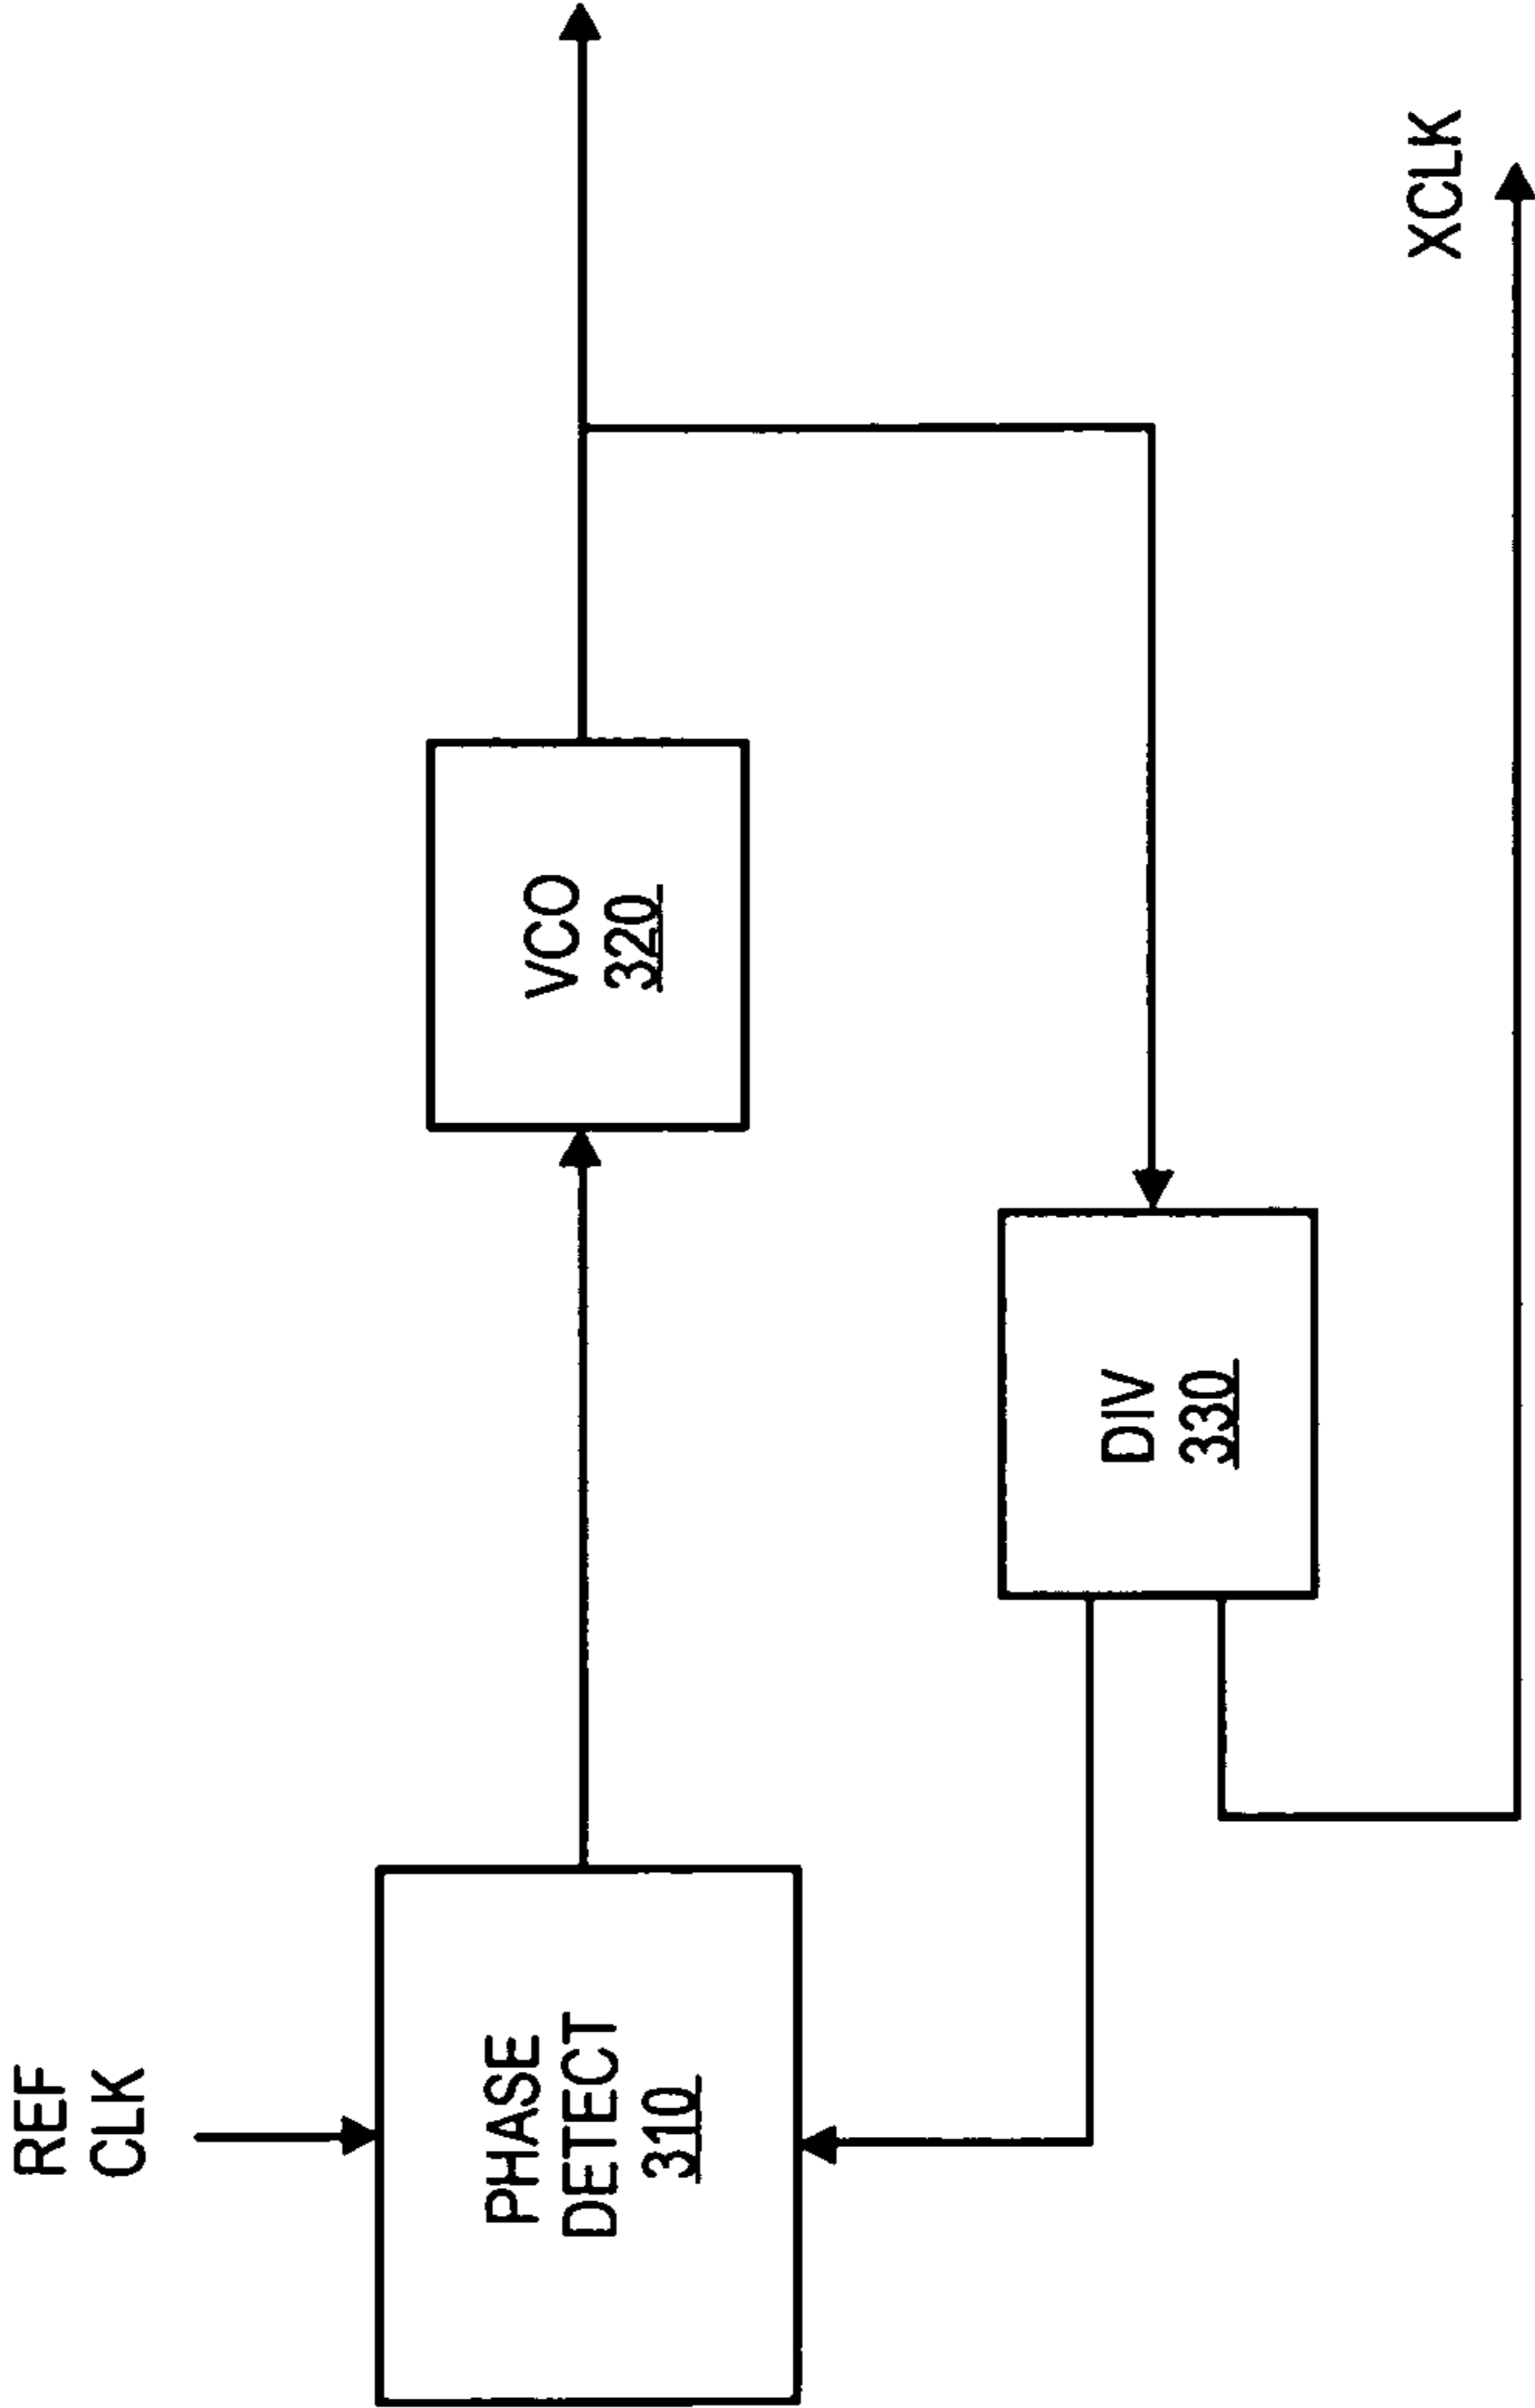 REF
CLK
PHASE
DETECT
310
VCO
320
DIV
330
XCLK